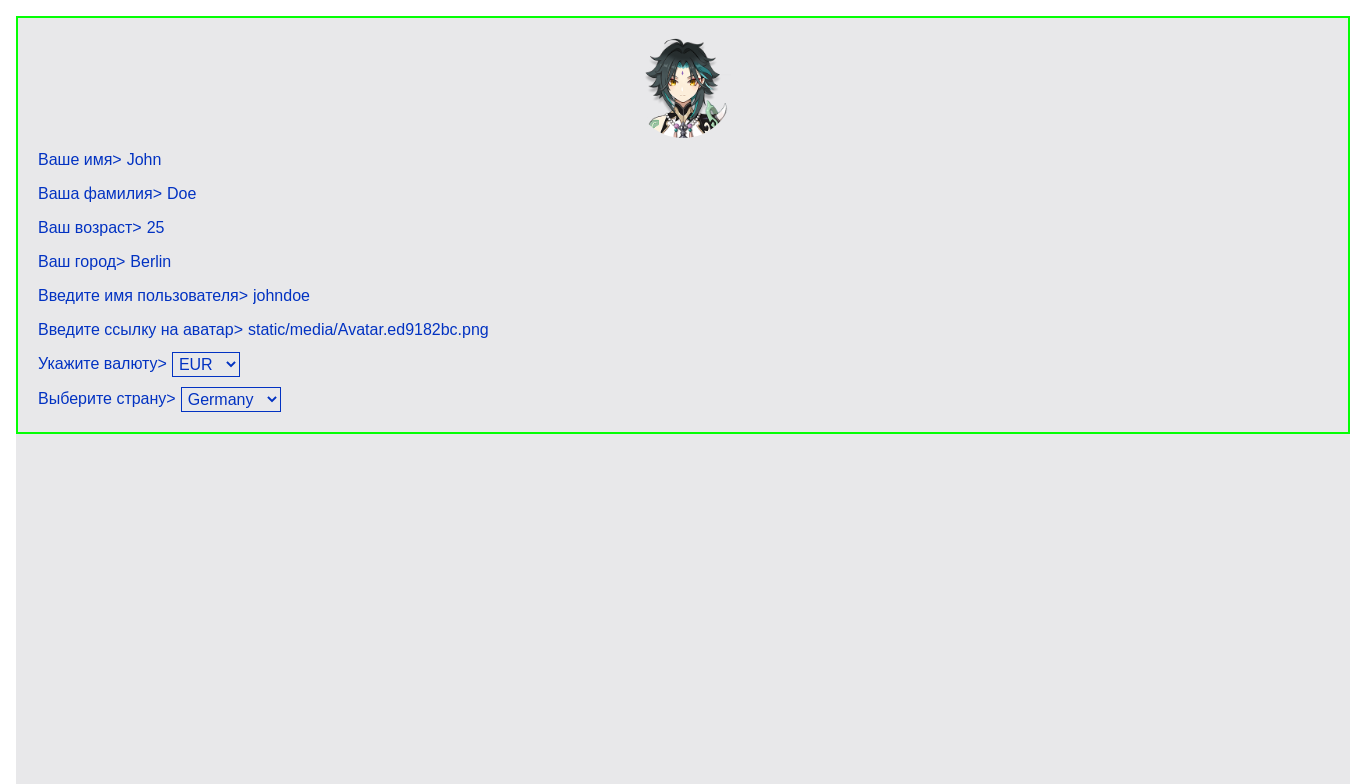 Ваше имя> John
Ваша фамилия> Doe
Ваш возраст> 25
Ваш город> Berlin
Введите имя пользователя> johndoe
Введите ссылку на аватар> static/media/Avatar.ed9182bc.png
Укажите валюту> EUR
Выберите страну> Germany